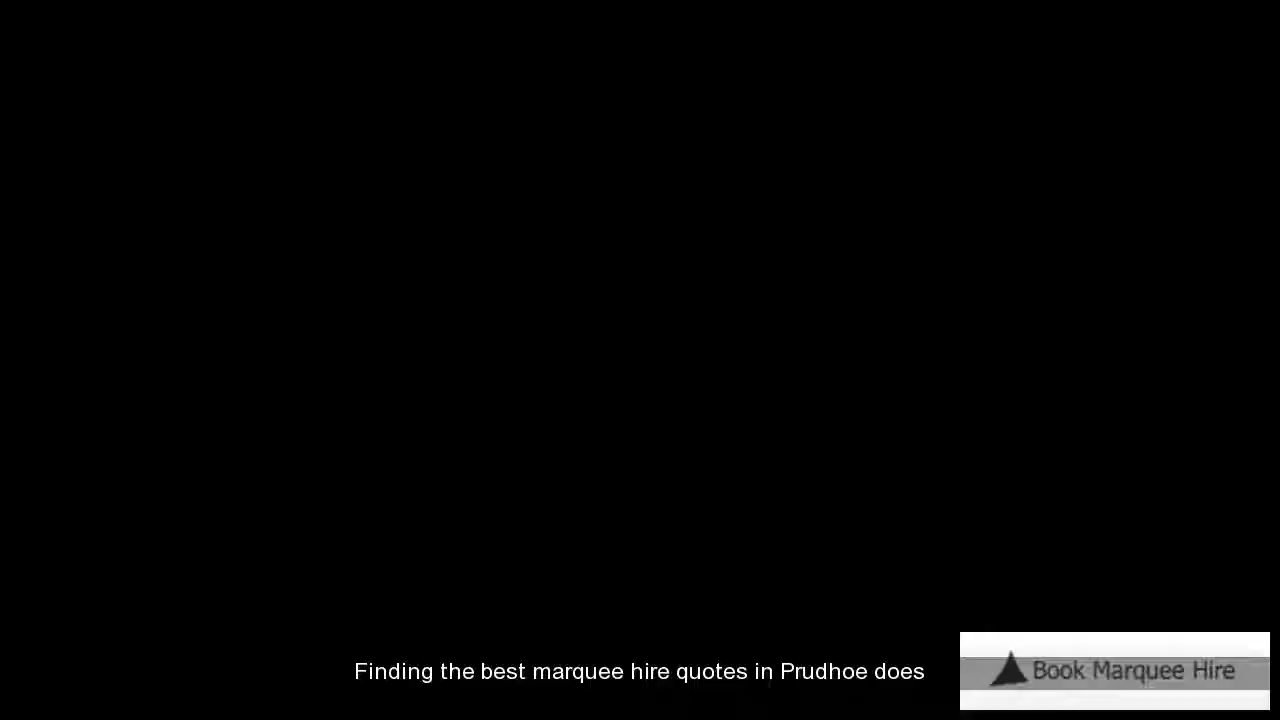 Finding the best marquee hire quotes in Prudhoe does
Book Marquee Hire